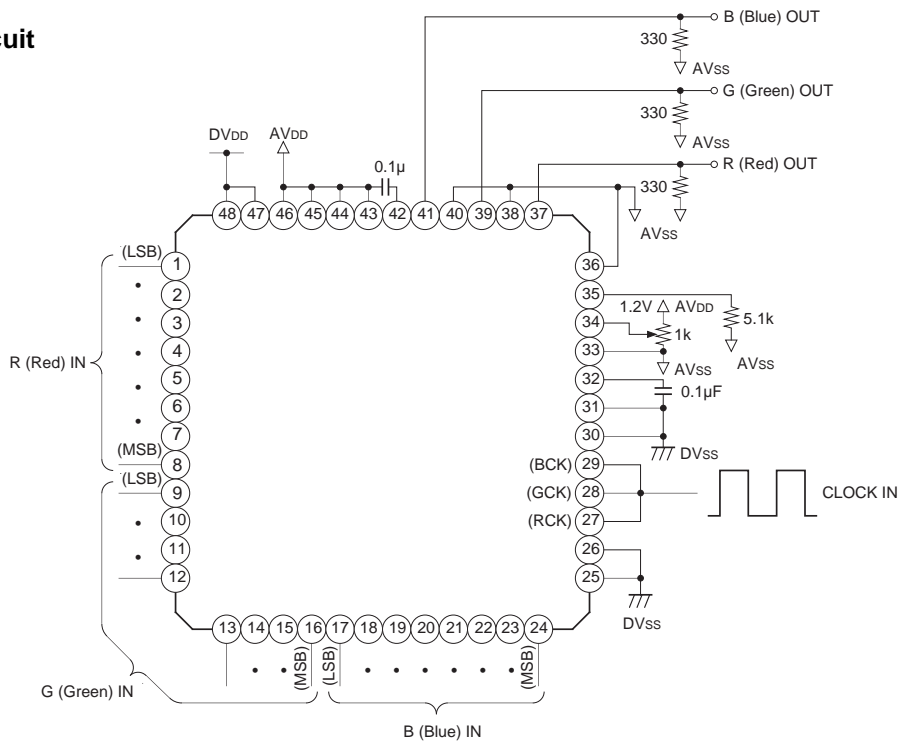 cuit
B (Blue) OUT
330
AVSS
G (Green) OUT
330
AVSS
R (Red) OUT
330
AVSS
DVDD
AVDD
0.1µ
48 47 46 45 44 43 42 41 40 39 38 37
(LSB)
1
2
3
4
5
6
7
(MSB)
8
R (Red) IN
(LSB)
9
10
11
12
G (Green) IN
36
35
34
33
32
31
30
(BCK) 29
(GCK) 28
(RCK) 27
26
25
1.2V AVDD
1k
AVSS
5.1k
AVSS
0.1µF
DVSS
CLOCK IN
DVSS
13 14 15 16 17 18 19 20 21 22 23 24
(MSB)
(LSB)
(MSB)
B (Blue) IN